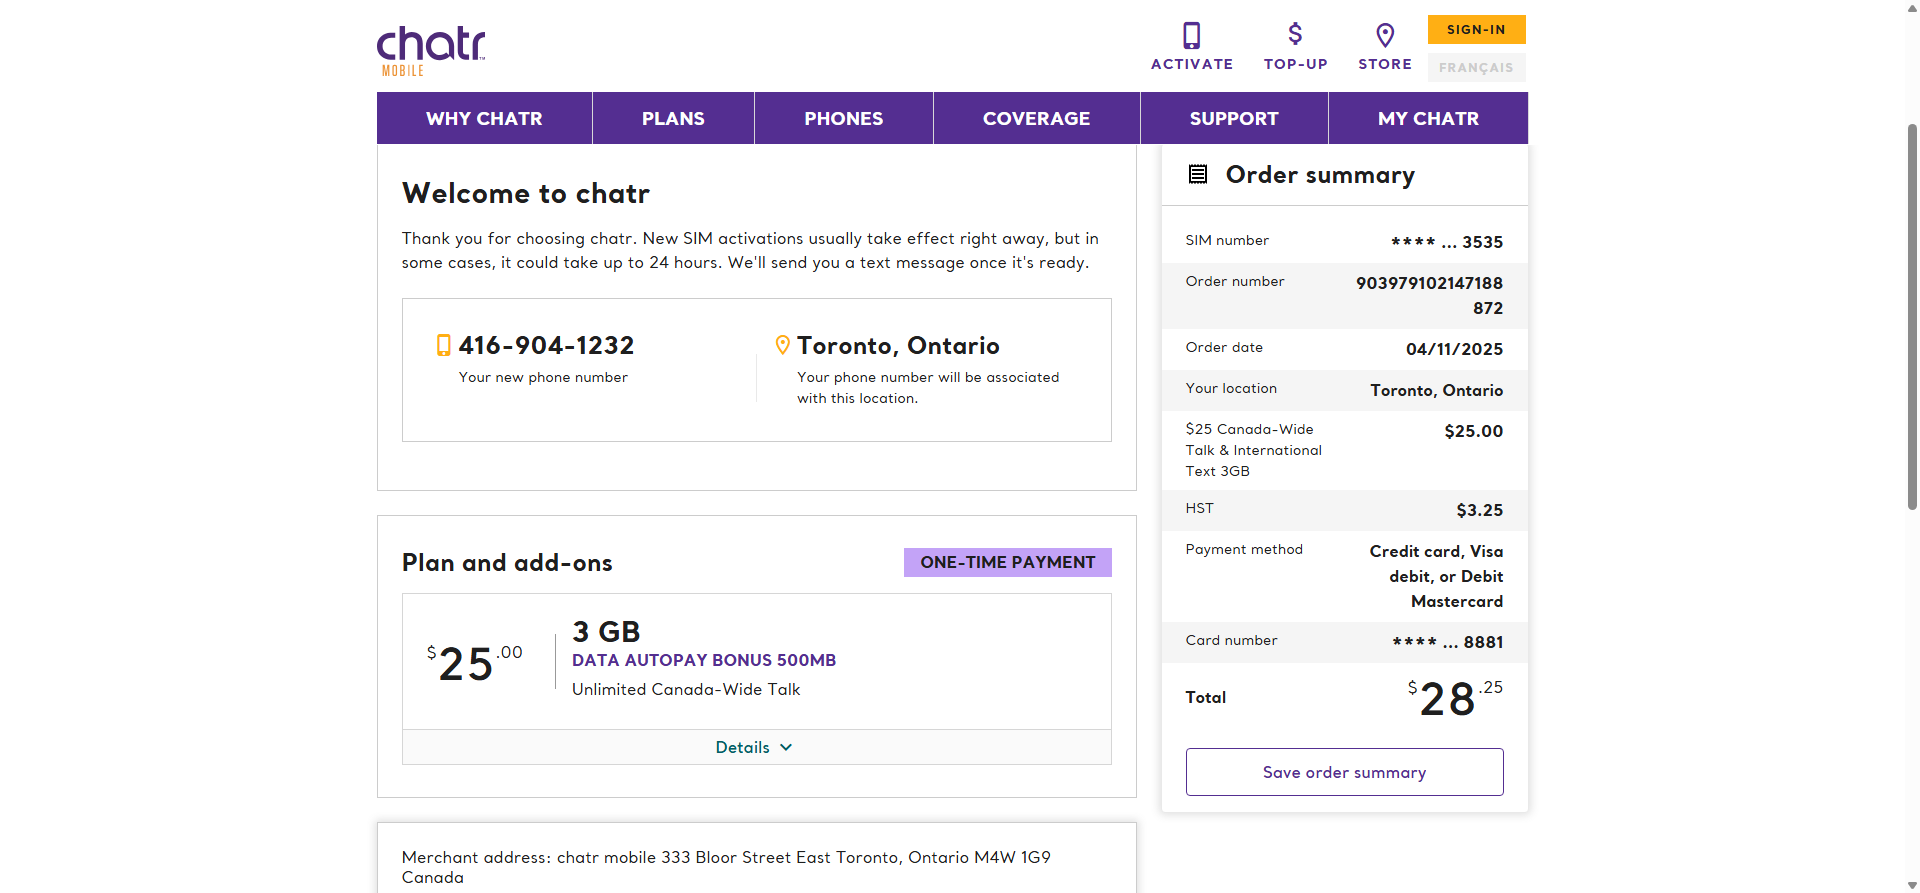 chatr
MOBILE
ACTIVATE
TOP-UP
STORE
SIGN-IN
FRANÇAIS
WHY CHATR
PLANS
PHONES
COVERAGE
SUPPORT
MY CHATR
Welcome to chatr
Thank you for choosing chatr. New SIM activations usually take effect right away, but in
some cases, it could take up to 24 hours. We'll send you a text message once it's ready.
416-904-1232
Your new phone number
Toronto, Ontario
Your phone number will be associated
with this location.
Plan and add-ons
ONE-TIME PAYMENT
$25.00
3 GB
DATA AUTOPAY BONUS 500MB
Unlimited Canada-Wide Talk
Details
Merchant address: chatr mobile 333 Bloor Street East Toronto, Ontario M4W 1G9
Canada
Order summary
SIM number **** ... 3535
Order number 903979102147188
872
Order date 04/11/2025
Your location Toronto, Ontario
$25 Canada-Wide $25.00
Talk & International
Text 3GB
HST $3.25
Payment method Credit card, Visa
debit, or Debit
Mastercard
Card number **** ... 8881
Total $28.25
Save order summary